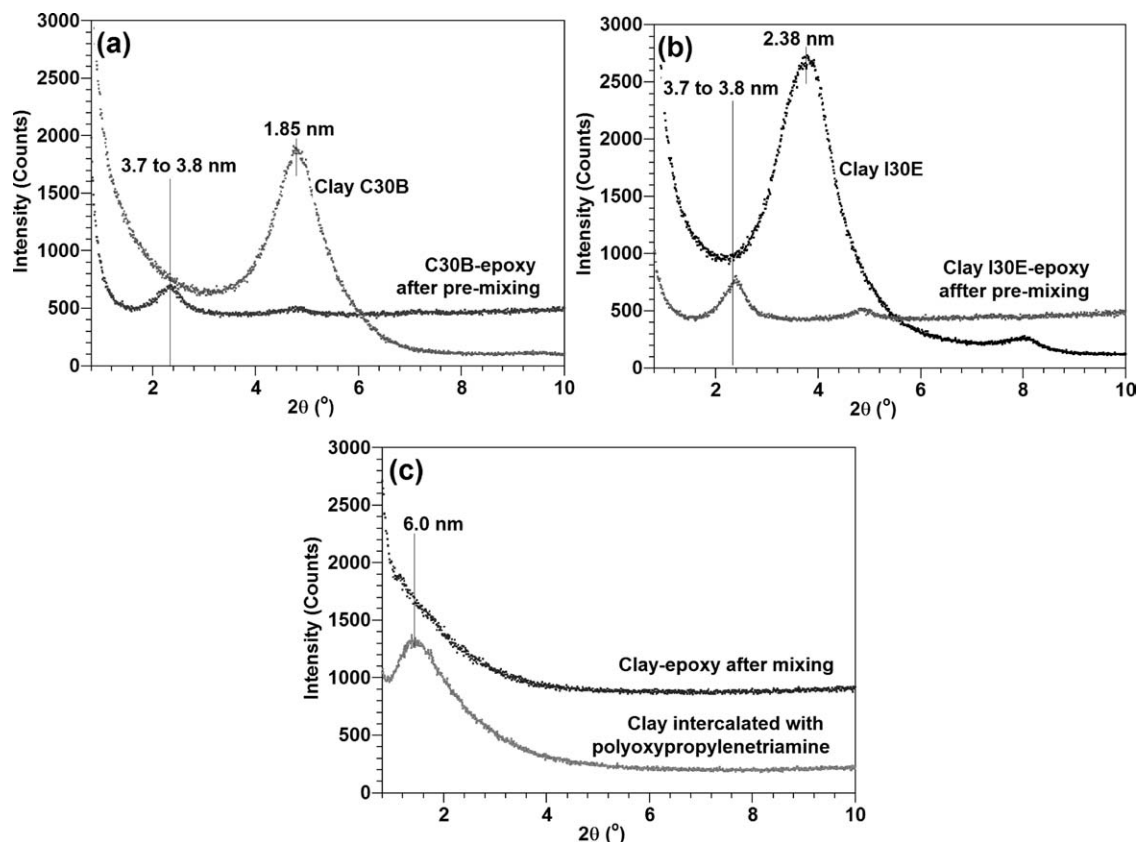 (a)
3000
2500
2000
1500
1000
500
0
Intensity (Counts)
3.7 to 3.8 nm
1.85 nm
Clay C30B
C30B-epoxy
after pre-mixing
2 4 6 8 10
2θ (°)
(b)
3000
2500
2000
1500
1000
500
0
Intensity (Counts)
2.38 nm
3.7 to 3.8 nm
Clay I30E
Clay I30E-epoxy
affter pre-mixing
2 4 6 8 10
2θ (°)
(c)
3000
2500
2000
1500
1000
500
0
Intensity (Counts)
6.0 nm
Clay-epoxy after mixing
Clay intercalated with
polyoxypropylenetriamine
2 4 6 8 10
2θ (°)